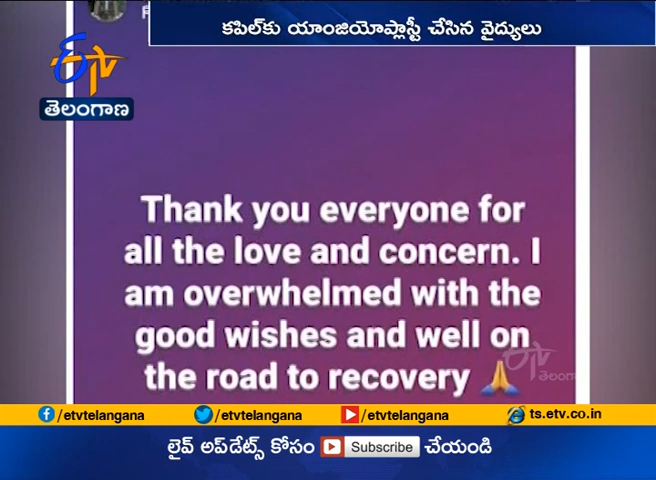 కపిల్‌కు యాంజియోప్లాస్టీ చేసిన వైద్యులు
ETV
తెలంగాణ
Thank you everyone for
all the love and concern. I
am overwhelmed with the
good wishes and well on
the road to recovery 🙏
ETV
తెలంగాణ
/etvtelangana /etvtelangana /etvtelangana ts.etv.co.in
లైవ్ అప్‌డేట్స్ కోసం Subscribe చేయండి